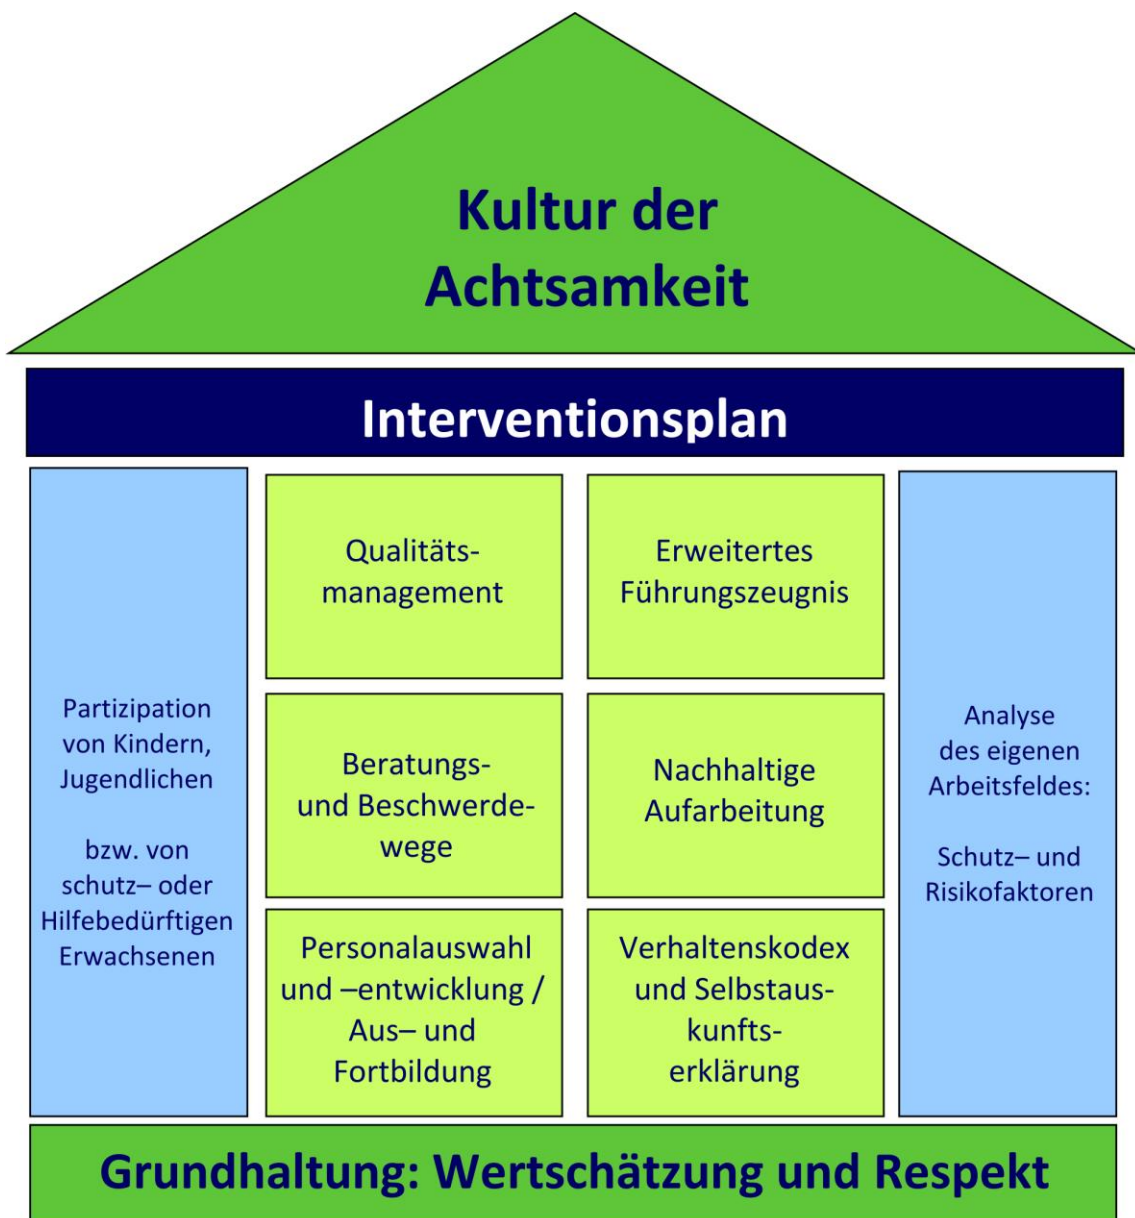 Kultur der
Achtsamkeit
Interventionsplan
Partizipation
von Kindern,
Jugendlichen
bzw. von
schutz– oder
Hilfebedürftigen
Erwachsenen
Qualitäts-
management
Erweitertes
Führungszeugnis
Beratungs-
und Beschwerde-
wege
Nachhaltige
Aufarbeitung
Personalauswahl
und –entwicklung /
Aus– und
Fortbildung
Verhaltenskodex
und Selbstaus-
kunfts-
erklärung
Analyse
des eigenen
Arbeitsfeldes:
Schutz– und
Risikofaktoren
Grundhaltung: Wertschätzung und Respekt